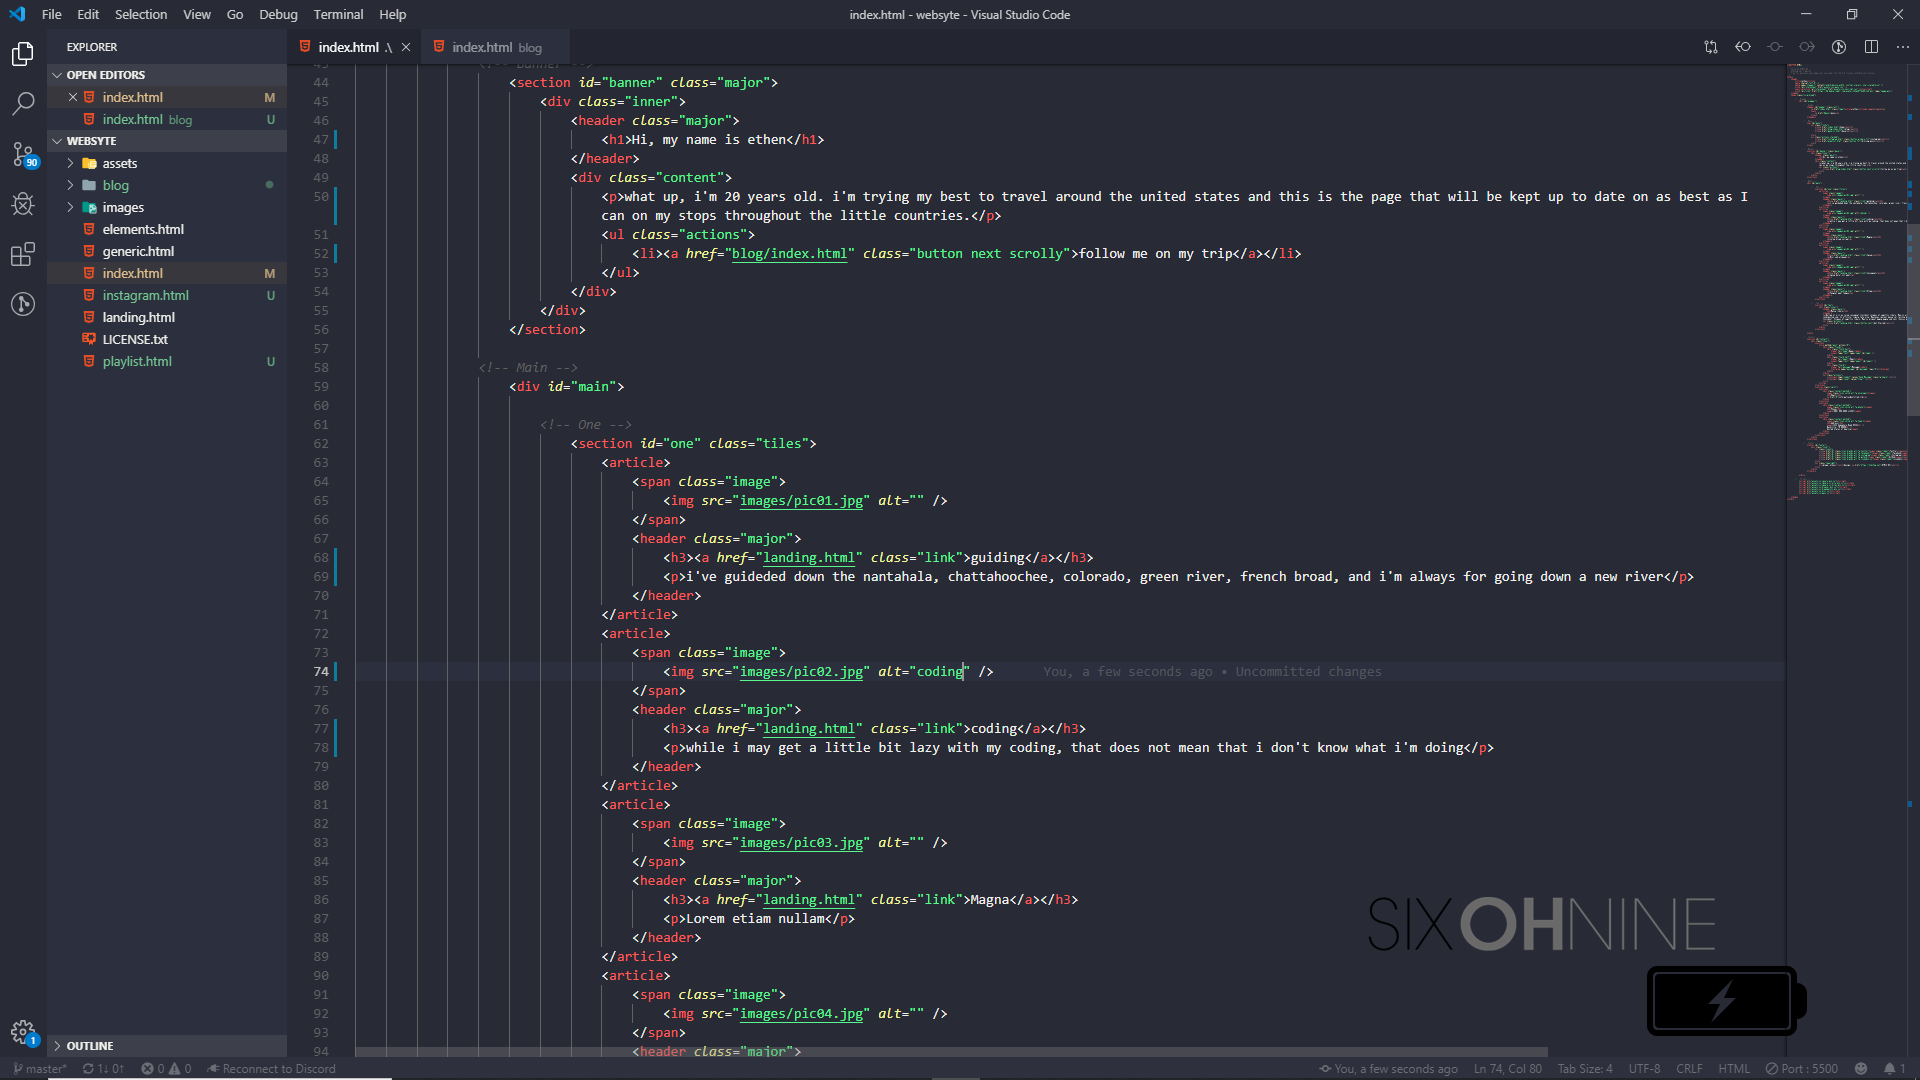 File Edit Selection View Go Debug Terminal Help
index.html - websyte - Visual Studio Code
EXPLORER
index.html .\
index.html blog
OPEN EDITORS
index.html M
index.html blog U
WEBSYTE
assets
blog
images
elements.html
generic.html
index.html M
instagram.html U
landing.html
LICENSE.txt
playlist.html U
OUTLINE
90
1
43 <!-- Banner -->
44 <section id="banner" class="major">
45 <div class="inner">
46 <header class="major">
47 <h1>Hi, my name is ethen</h1>
48 </header>
49 <div class="content">
50 <p>what up, i'm 20 years old. i'm trying my best to travel around the united states and this is the page that will be kept up to date on as best as I
can on my stops throughout the little countries.</p>
51 <ul class="actions">
52 <li><a href="blog/index.html" class="button next scrolly">follow me on my trip</a></li>
53 </ul>
54 </div>
55 </div>
56 </section>
57
58 <!-- Main -->
59 <div id="main">
60
61 <!-- One -->
62 <section id="one" class="tiles">
63 <article>
64 <span class="image">
65 <img src="images/pic01.jpg" alt="" />
66 </span>
67 <header class="major">
68 <h3><a href="landing.html" class="link">guiding</a></h3>
69 <p>i've guideded down the nantahala, chattahoochee, colorado, green river, french broad, and i'm always for going down a new river</p>
70 </header>
71 </article>
72 <article>
73 <span class="image">
74 <img src="images/pic02.jpg" alt="coding" /> You, a few seconds ago • Uncommitted changes
75 </span>
76 <header class="major">
77 <h3><a href="landing.html" class="link">coding</a></h3>
78 <p>while i may get a little bit lazy with my coding, that does not mean that i don't know what i'm doing</p>
79 </header>
80 </article>
81 <article>
82 <span class="image">
83 <img src="images/pic03.jpg" alt="" />
84 </span>
85 <header class="major">
86 <h3><a href="landing.html" class="link">Magna</a></h3>
87 <p>Lorem etiam nullam</p>
88 </header>
89 </article>
90 <article>
91 <span class="image">
92 <img src="images/pic04.jpg" alt="" />
93 </span>
94 <header class="major">
SIXOHNINE
master* 1↓ 0↑ 0 0 Reconnect to Discord
You, a few seconds ago Ln 74, Col 80 Tab Size: 4 UTF-8 CRLF HTML Port : 5500 1